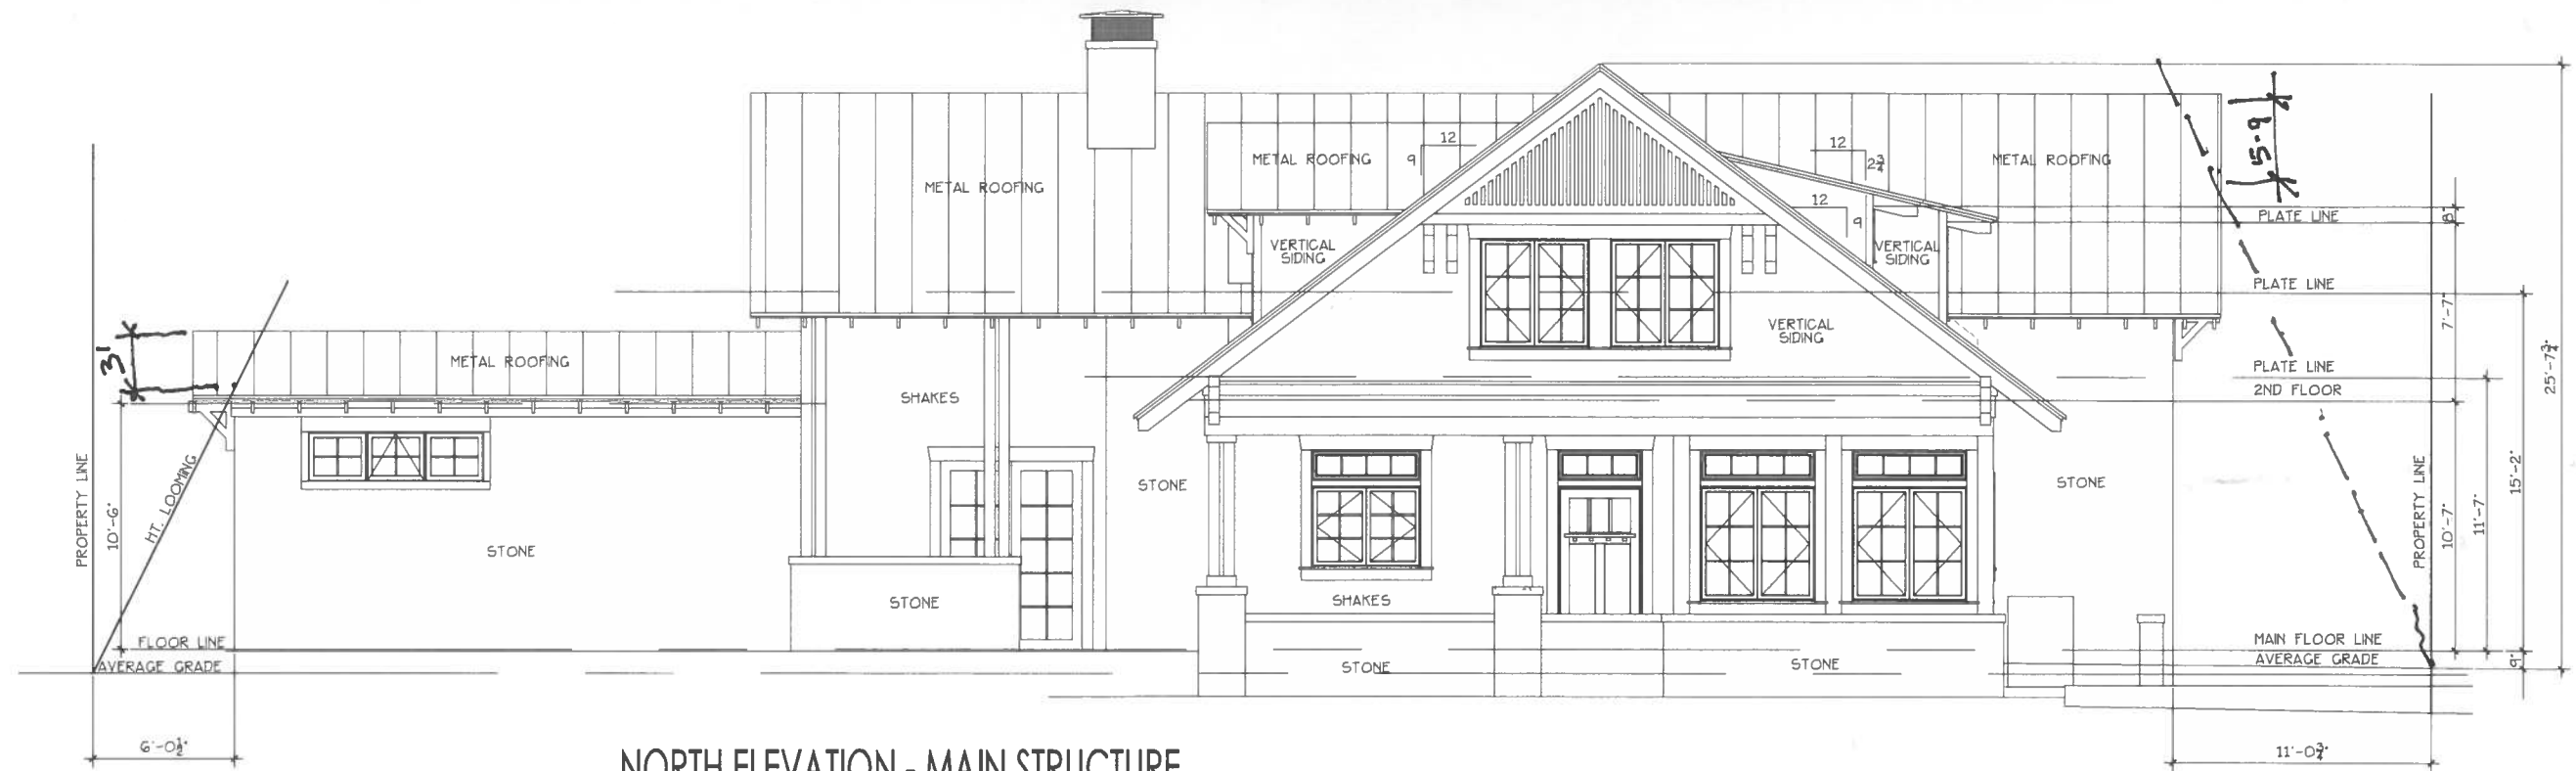 METAL ROOFING
METAL ROOFING
12
9
12
2¾
METAL ROOFING
5-9
12
9
PLATE LINE
8"
VERTICAL
SIDING
VERTICAL
SIDING
PLATE LINE
7'-7"
VERTICAL
SIDING
3'
METAL ROOFING
PLATE LINE
2ND FLOOR
25'-7¾"
SHAKES
PROPERTY LINE
10'-6"
HT. LOOMING
STONE
STONE
STONE
PROPERTY LINE
10'-7"
11'-7"
15'-2"
STONE
SHAKES
FLOOR LINE
AVERAGE GRADE
STONE
STONE
MAIN FLOOR LINE
AVERAGE GRADE
9"
6'-0½"
NORTH ELEVATION - MAIN STRUCTURE
11'-0¾"